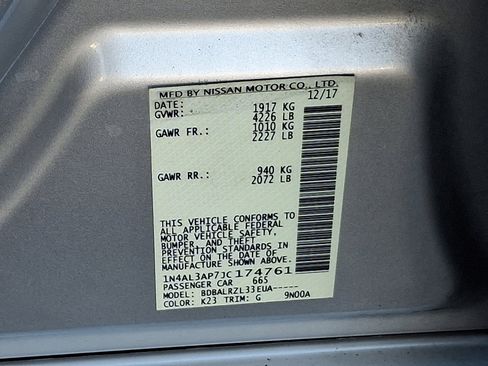 MFD BY NISSAN MOTOR CO., LTD.
DATE: 12/17
GVWR: 1917 KG
4226 LB
GAWR FR.: 1010 KG
2227 LB
GAWR RR.: 940 KG
2072 LB
THIS VEHICLE CONFORMS TO
ALL APPLICABLE FEDERAL
MOTOR VEHICLE SAFETY,
BUMPER, AND THEFT
PREVENTION STANDARDS IN
EFFECT ON THE DATE OF
MANUFACTURE SHOWN ABOVE.
1N4AL3AP7JC174761
PASSENGER CAR 665
MODEL: BDBALRZL33EUA-----
COLOR: K23 TRIM: G 9N00A